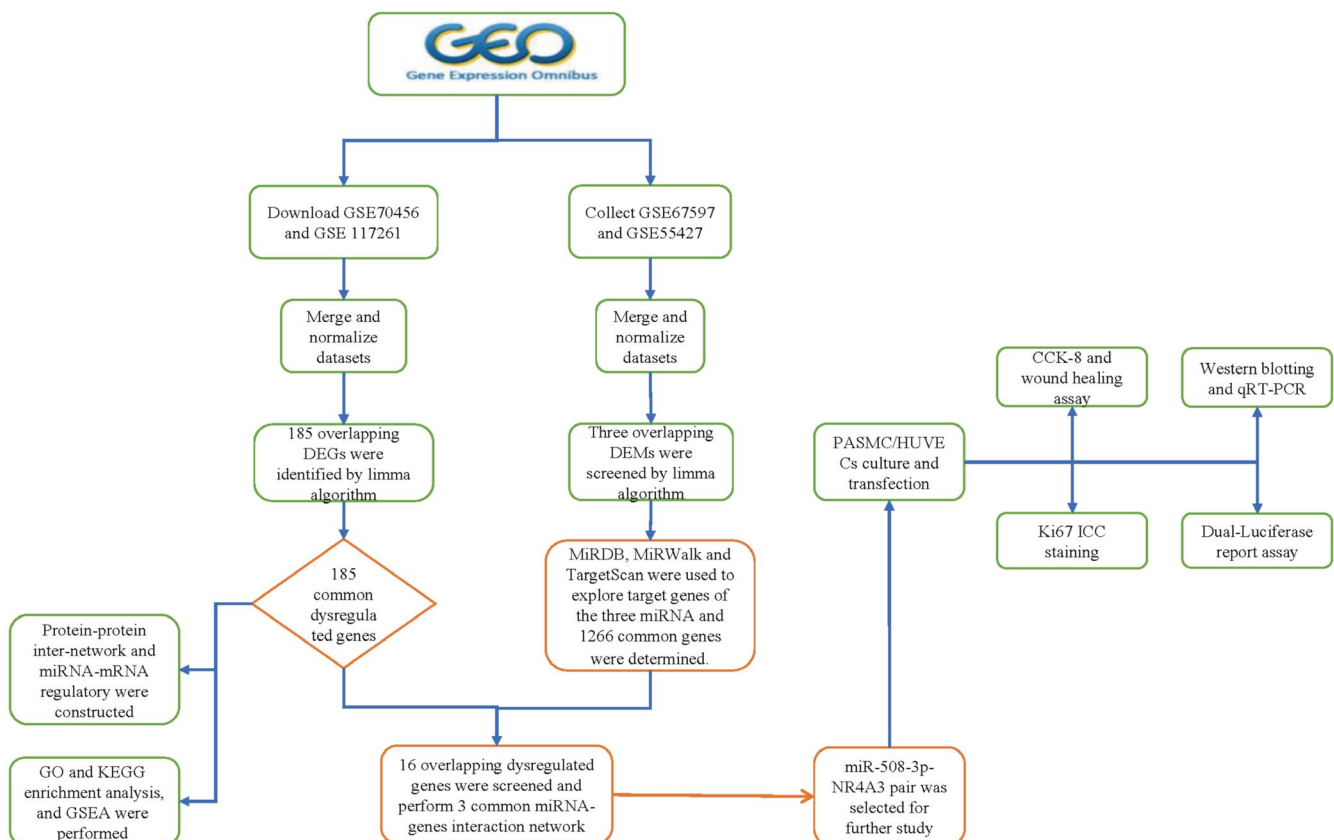 GEO
Gene Expression Omnibus
Download GSE70456
and GSE 117261
Collect GSE67597
and GSE55427
Merge and
normalize
datasets
Merge and
normalize
datasets
185 overlapping
DEGs were
identified by limma
algorithm
Three overlapping
DEMs were
screened by limma
algorithm
185
common
dysregula
ted genes
MiRDB, MiRWalk and
TargetScan were used to
explore target genes of
the three miRNA and
1266 common genes
were determined.
Protein-protein
inter-network and
miRNA-mRNA
regulatory were
constructed
GO and KEGG
enrichment analysis,
and GSEA were
performed
16 overlapping dysregulated
genes were screened and
perform 3 common miRNA-
genes interaction network
miR-508-3p-
NR4A3 pair was
selected for
further study
PASMC/HUVE
Cs culture and
transfection
CCK-8 and
wound healing
assay
Western blotting
and qRT-PCR
Ki67 ICC
staining
Dual-Luciferase
report assay